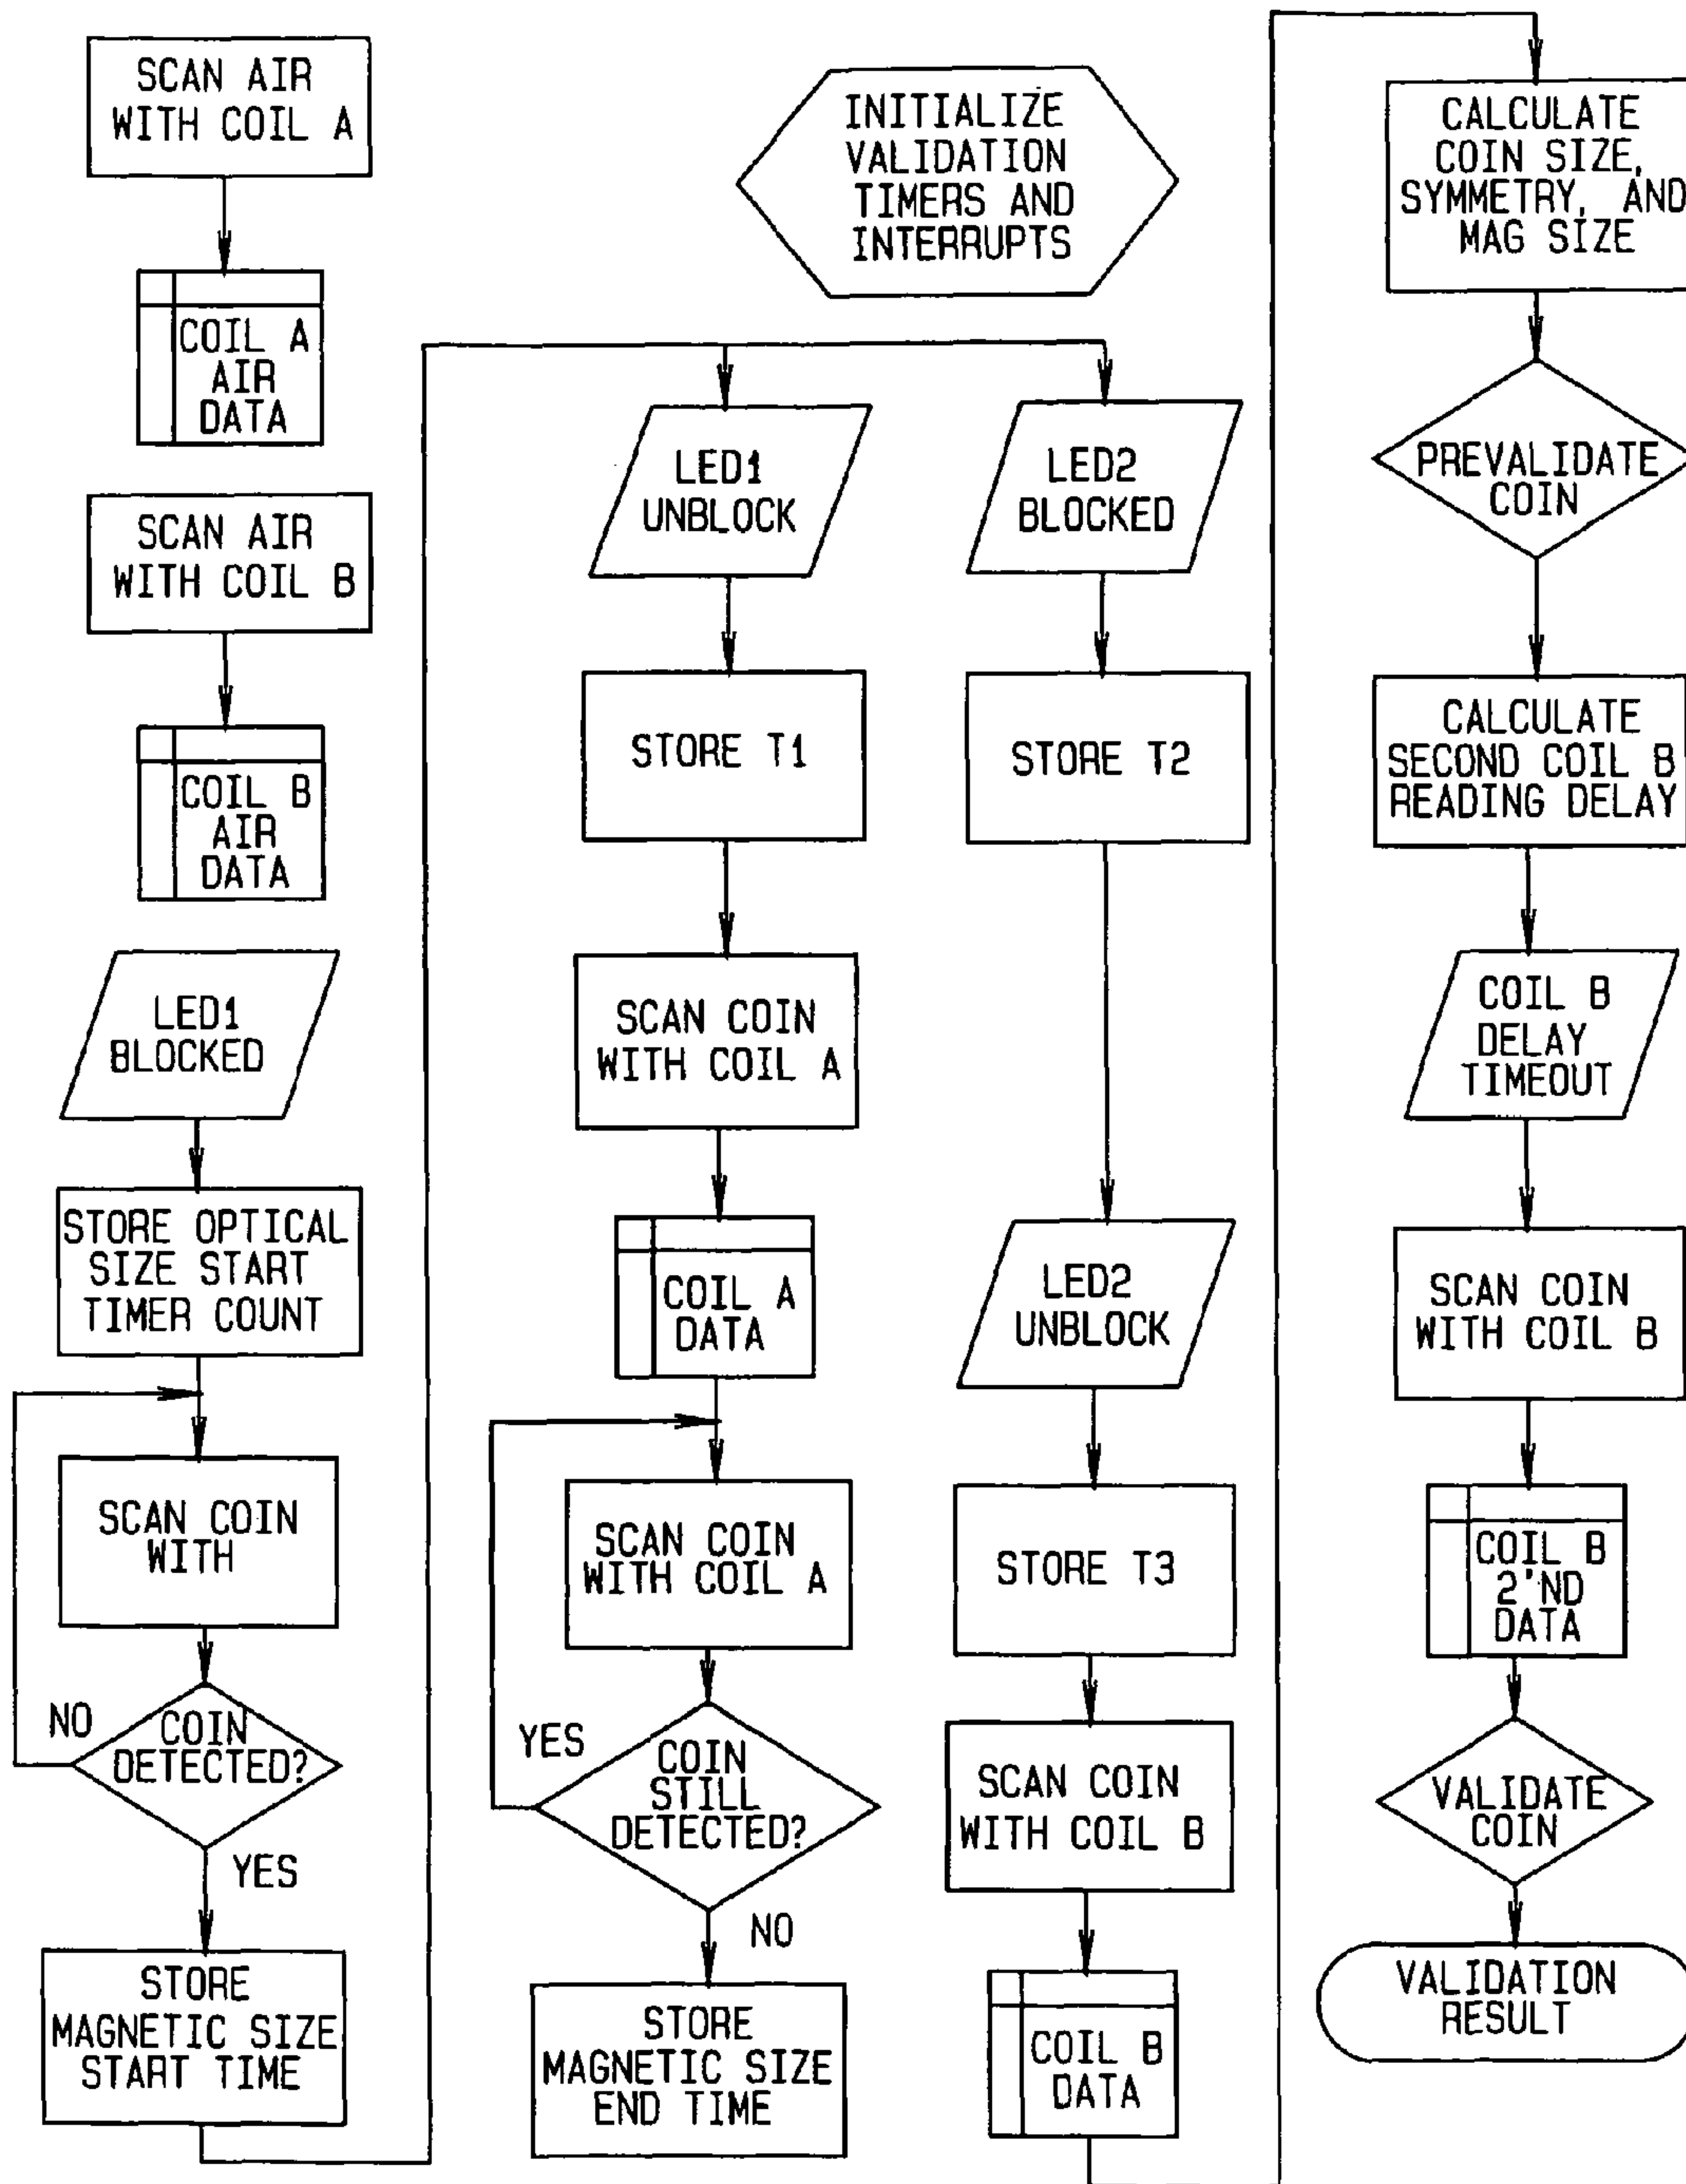 SCAN AIR
WITH COIL A
COIL A
AIR
DATA
SCAN AIR
WITH COIL B
COIL B
AIR
DATA
LED1
BLOCKED
STORE OPTICAL
SIZE START
TIMER COUNT
SCAN COIN
WITH
NO
COIN
DETECTED?
YES
STORE
MAGNETIC SIZE
START TIME
INITIALIZE
VALIDATION
TIMERS AND
INTERRUPTS
LED1
UNBLOCK
STORE T1
SCAN COIN
WITH COIL A
COIL A
DATA
SCAN COIN
WITH COIL A
YES
COIN
STILL
DETECTED?
NO
STORE
MAGNETIC SIZE
END TIME
LED2
BLOCKED
STORE T2
LED2
UNBLOCK
STORE T3
SCAN COIN
WITH COIL B
COIL B
DATA
CALCULATE
COIN SIZE,
SYMMETRY, AND
MAG SIZE
PREVALIDATE
COIN
CALCULATE
SECOND COIL B
READING DELAY
COIL B
DELAY
TIMEOUT
SCAN COIN
WITH COIL B
COIL B
2'ND
DATA
VALIDATE
COIN
VALIDATION
RESULT